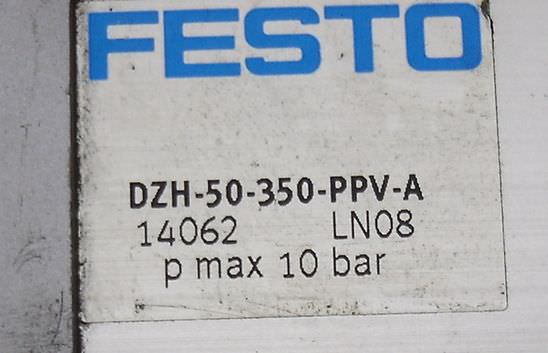 FESTO
DZH-50-350-PPV-A
14062 LN08
p max 10 bar